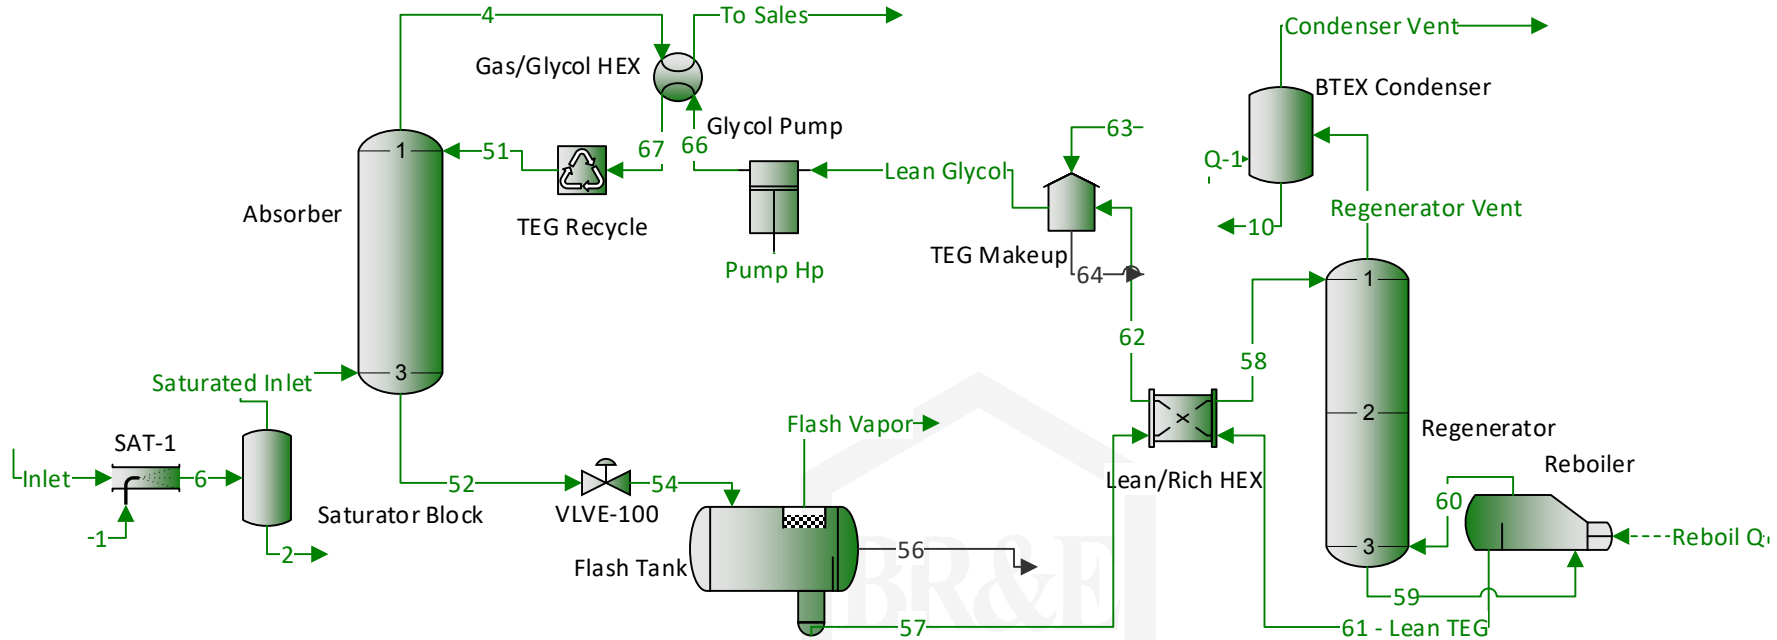 4
To Sales
Condenser Vent
Gas/Glycol HEX
BTEX Condenser
Glycol Pump
63
1
51
67
66
Lean Glycol
Q-1
Absorber
TEG Recycle
Regenerator Vent
10
TEG Makeup
Pump Hp
64
1
62
58
3
Saturated Inlet
2
Flash Vapor
Regenerator
SAT-1
Reboiler
Inlet
6
52
54
Lean/Rich HEX
60
Saturator Block
VLVE-100
-1
2
56
3
Reboil Q
Flash Tank
BR&E
59
57
61 - Lean TEG